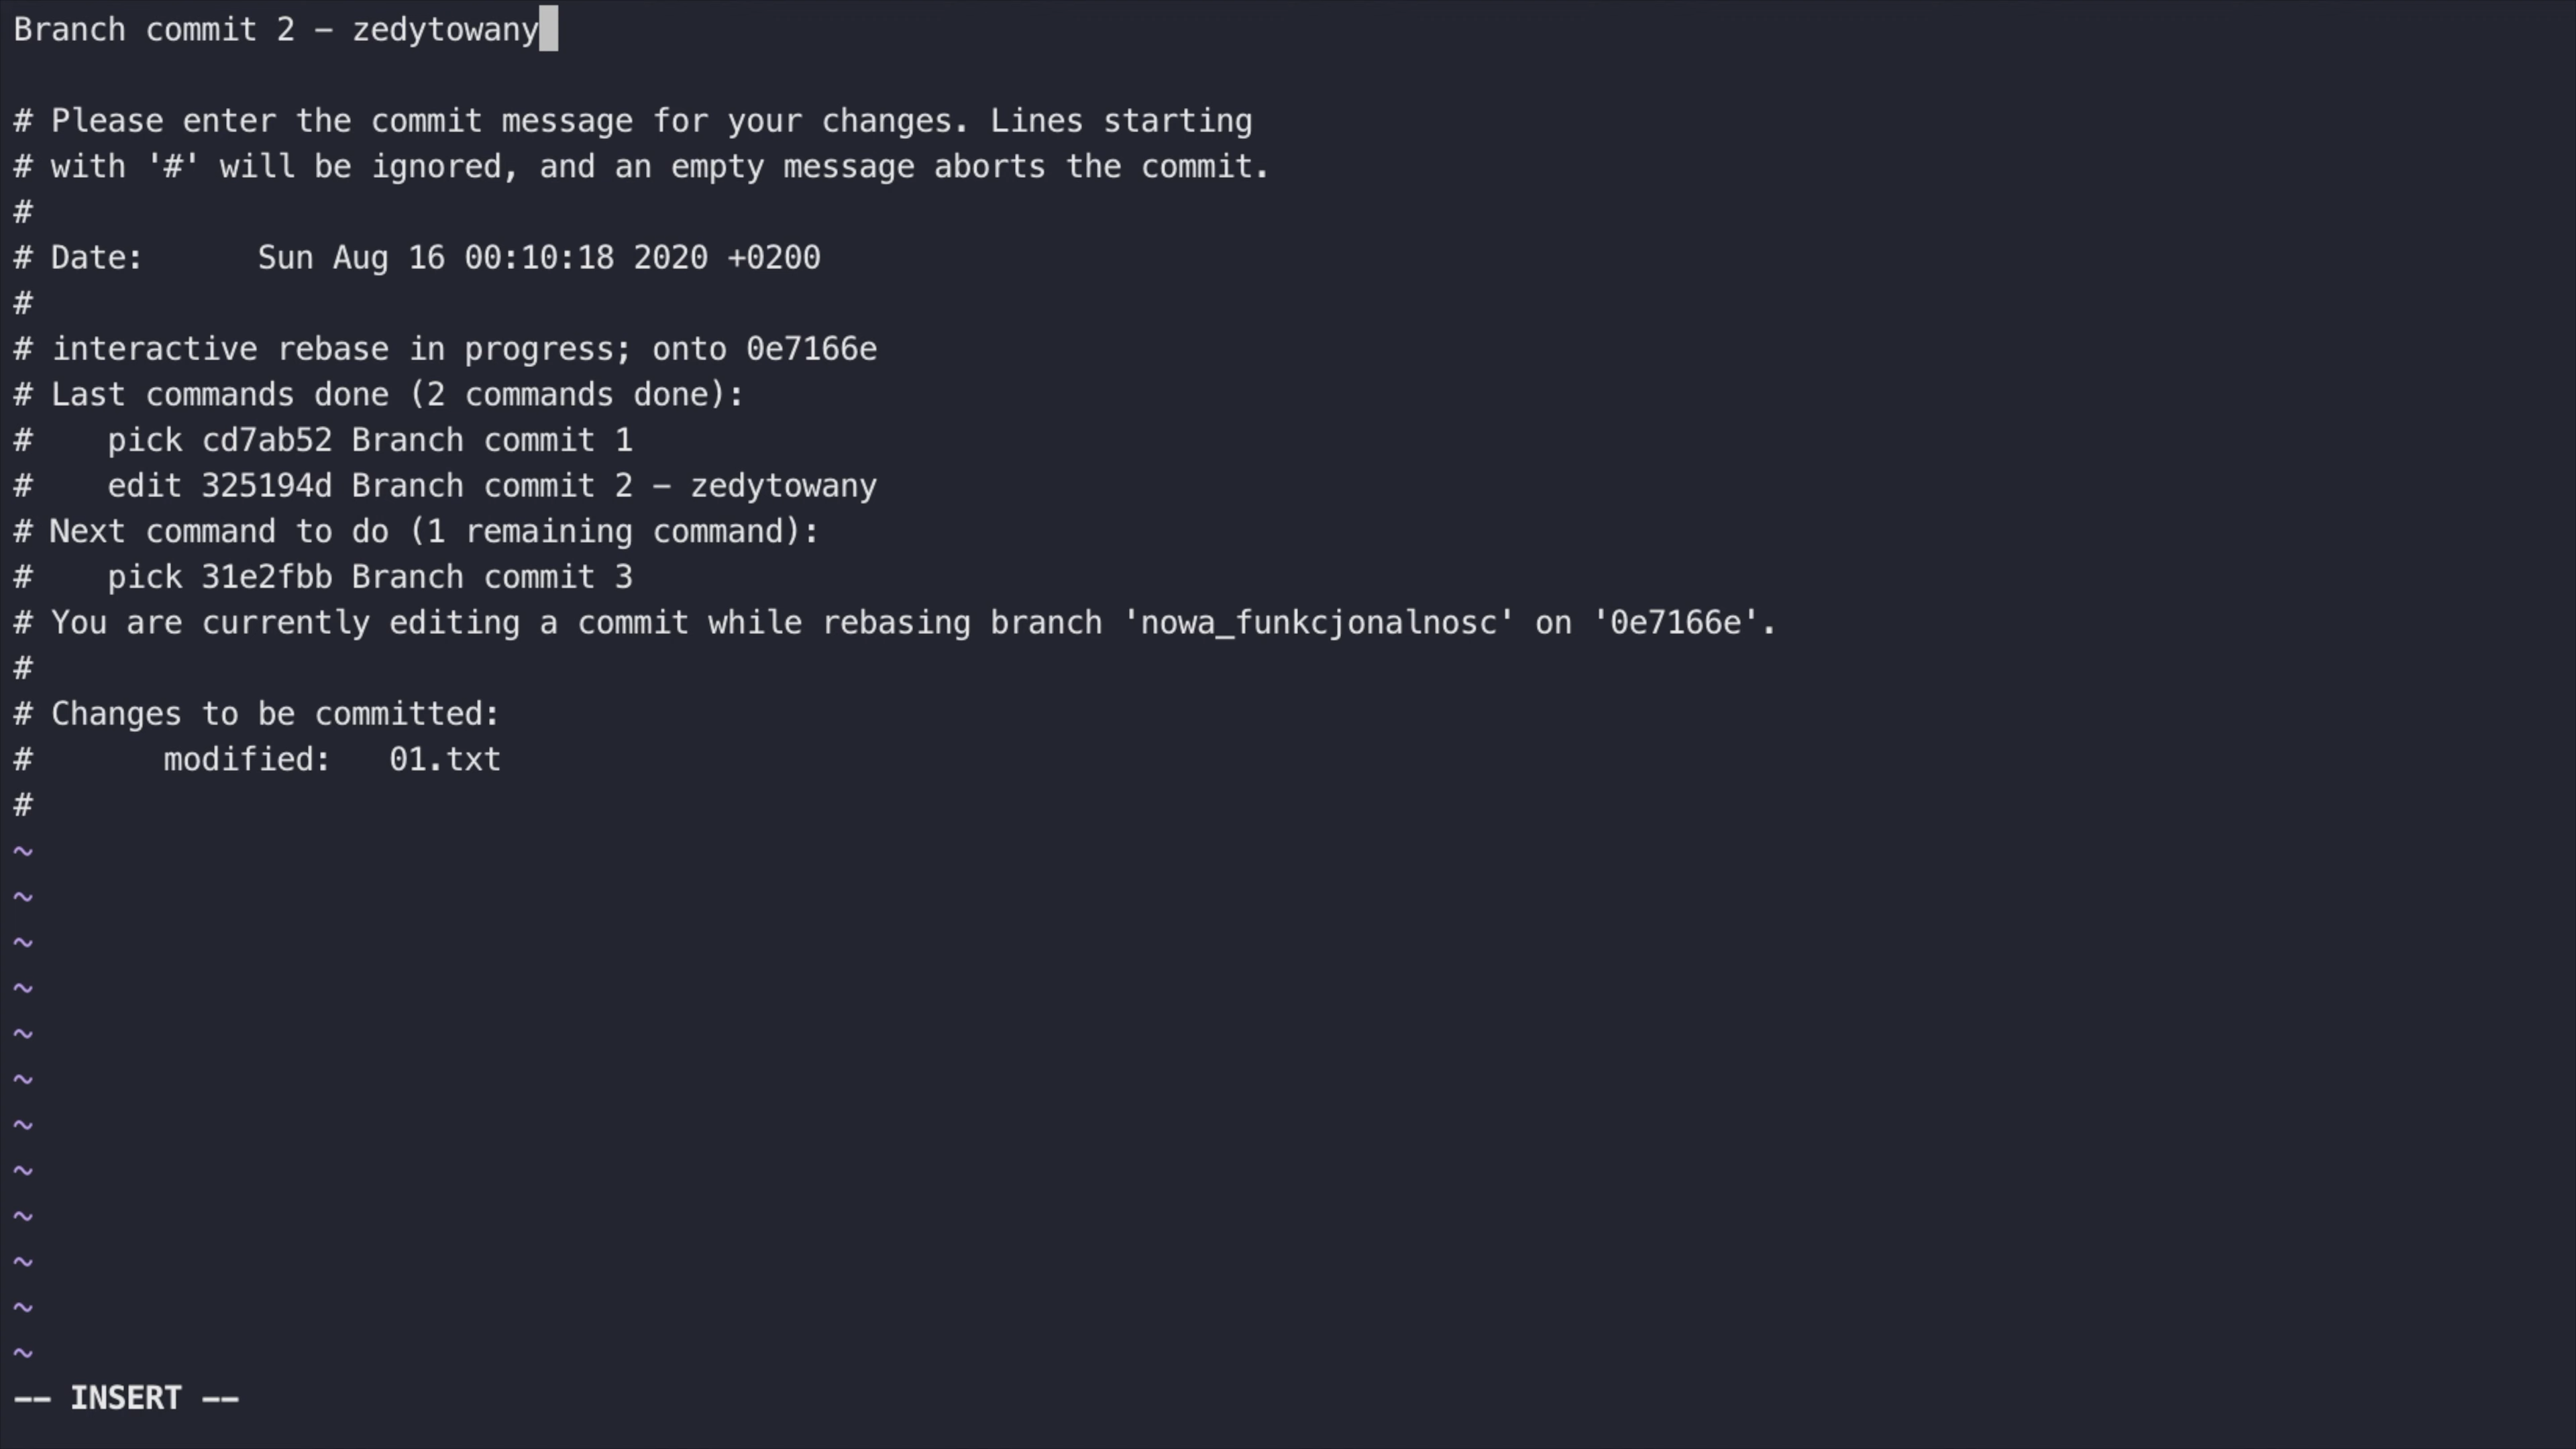 Branch commit 2 - zedytowany

# Please enter the commit message for your changes. Lines starting
# with '#' will be ignored, and an empty message aborts the commit.
#
# Date:      Sun Aug 16 00:10:18 2020 +0200
#
# interactive rebase in progress; onto 0e7166e
# Last commands done (2 commands done):
#    pick cd7ab52 Branch commit 1
#    edit 325194d Branch commit 2 - zedytowany
# Next command to do (1 remaining command):
#    pick 31e2fbb Branch commit 3
# You are currently editing a commit while rebasing branch 'nowa_funkcjonalnosc' on '0e7166e'.
#
# Changes to be committed:
#       modified:   01.txt
#
~
~
~
~
~
~
~
~
~
~
~
~
-- INSERT --